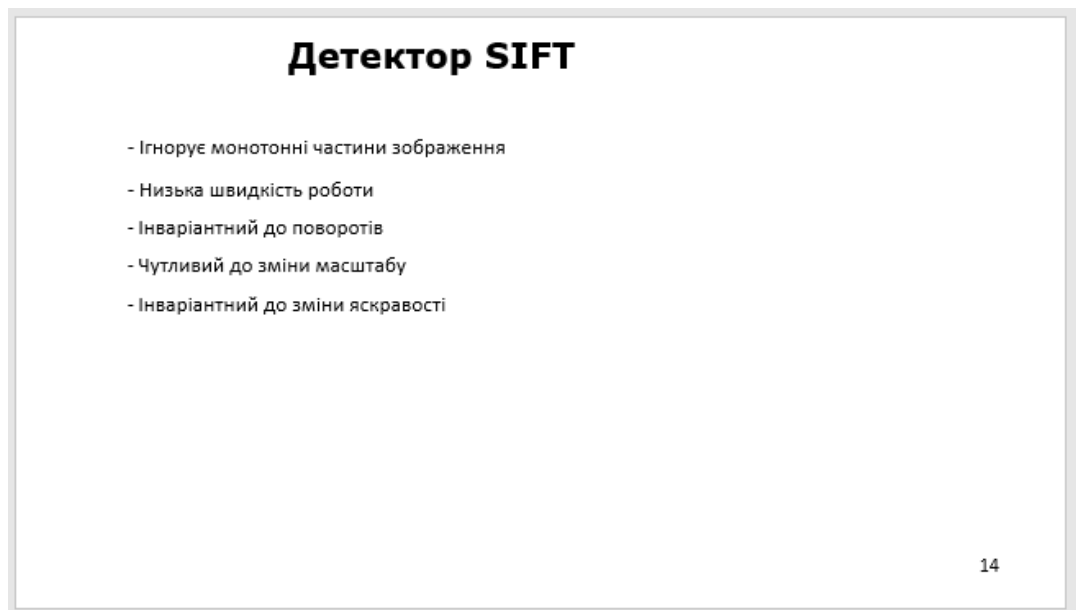 Детектор SIFT
- Ігнорує монотонні частини зображення
- Низька швидкість роботи
- Інваріантний до поворотів
- Чутливий до зміни масштабу
- Інваріантний до зміни яскравості
14